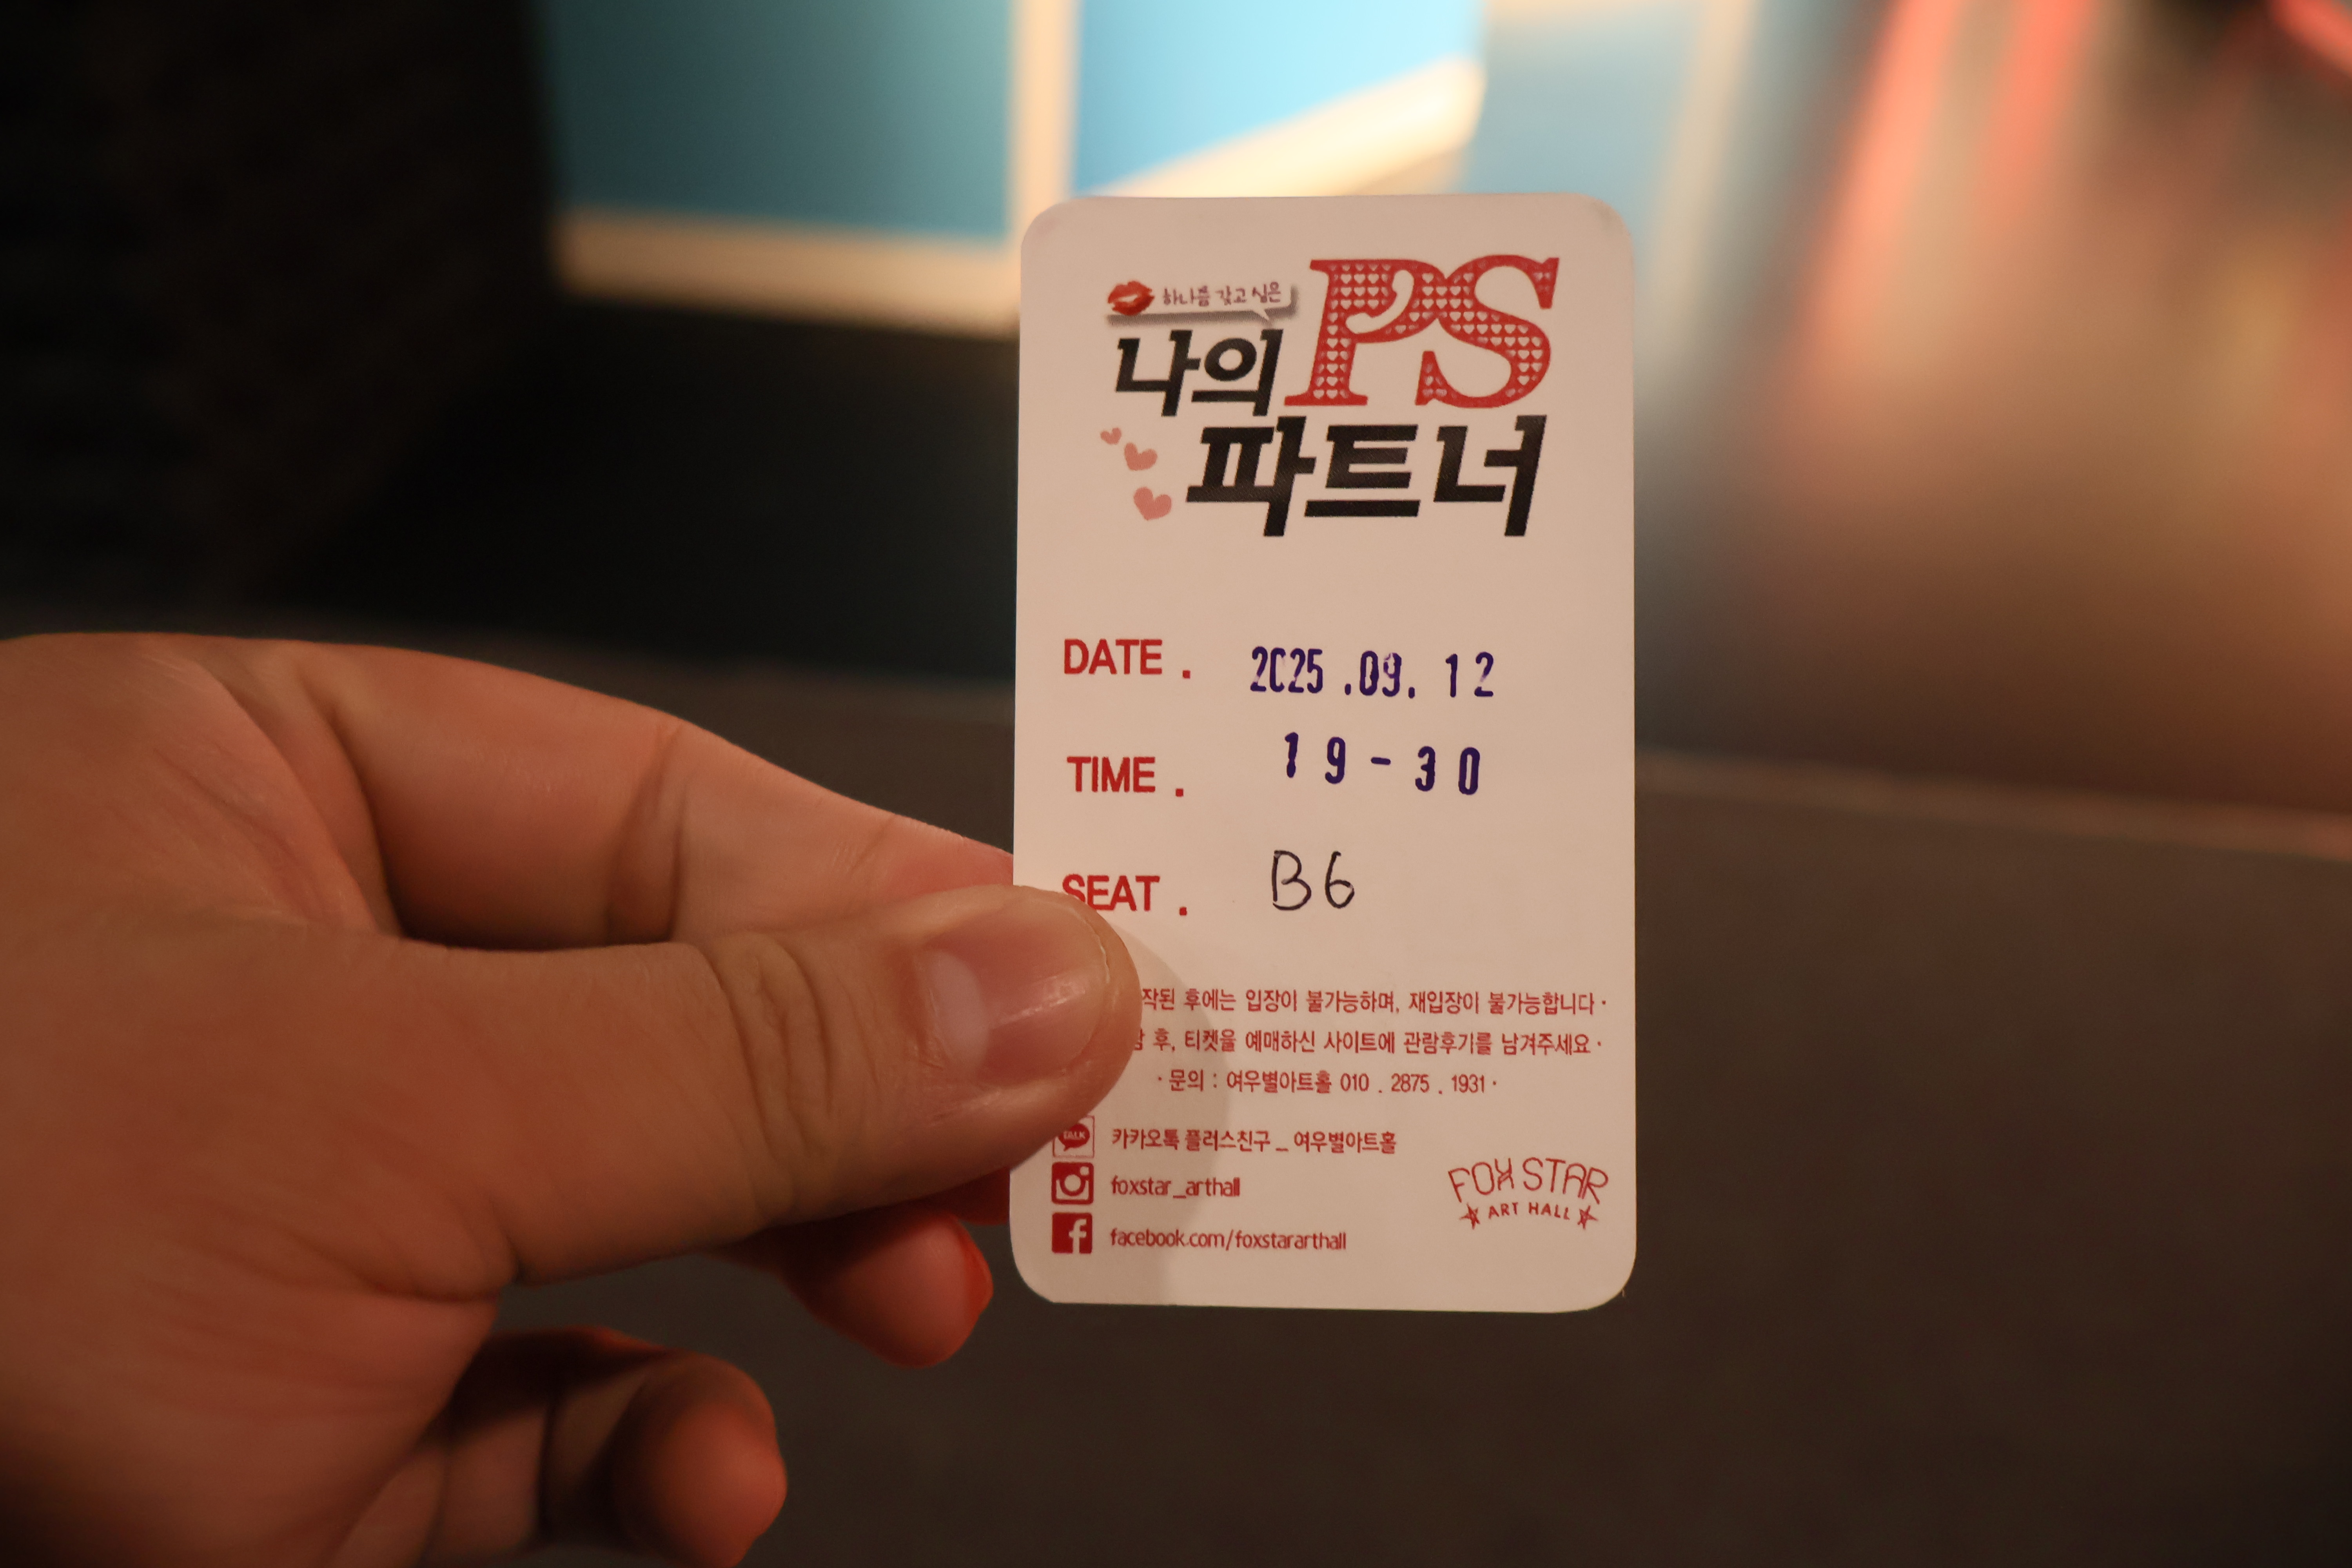 하나쯤 갖고 싶은
나의 PS
파트너
DATE . 2025.09.12
TIME . 19-30
SEAT . B6
후에는 입장이 불가능하며, 재입장이 불가능합니다·
후, 티켓을 예매하신 사이트에 관람후기를 남겨주세요·
·문의 : 여우별아트홀 010 . 2875 . 1931·
TALK
카카오톡 플러스친구 _ 여우별아트홀
foxstar_arthall
facebook.com/foxstararthall
FOX STAR
ART HALL